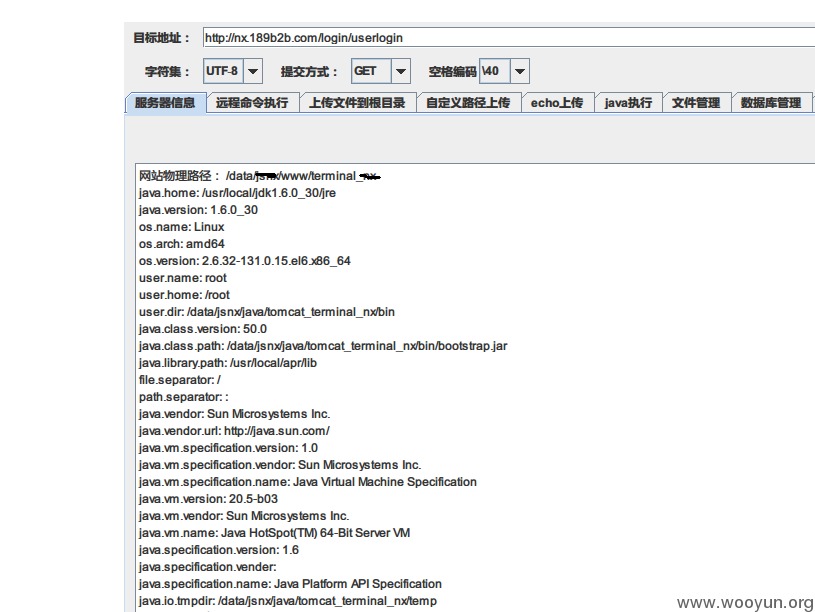 目标地址： http://nx.189b2b.com/login/userlogin
字符集： UTF-8 提交方式： GET 空格编码 \40
服务器信息 远程命令执行 上传文件到根目录 自定义路径上传 echo上传 java执行 文件管理 数据库管理
网站物理路径： /data/jsnx/www/terminal_nx
java.home: /usr/local/jdk1.6.0_30/jre
java.version: 1.6.0_30
os.name: Linux
os.arch: amd64
os.version: 2.6.32-131.0.15.el6.x86_64
user.name: root
user.home: /root
user.dir: /data/jsnx/java/tomcat_terminal_nx/bin
java.class.version: 50.0
java.class.path: /data/jsnx/java/tomcat_terminal_nx/bin/bootstrap.jar
java.library.path: /usr/local/apr/lib
file.separator: /
path.separator: :
java.vendor: Sun Microsystems Inc.
java.vendor.url: http://java.sun.com/
java.vm.specification.version: 1.0
java.vm.specification.vendor: Sun Microsystems Inc.
java.vm.specification.name: Java Virtual Machine Specification
java.vm.version: 20.5-b03
java.vm.vendor: Sun Microsystems Inc.
java.vm.name: Java HotSpot(TM) 64-Bit Server VM
java.specification.version: 1.6
java.specification.vender:
java.specification.name: Java Platform API Specification
java.io.tmpdir: /data/jsnx/java/tomcat_terminal_nx/temp
www.wooyun.org